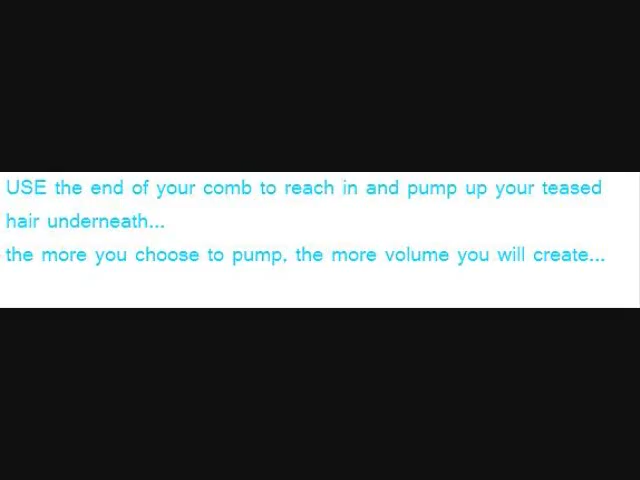 USE the end of your comb to reach in and pump up your teased
hair underneath...
the more you choose to pump, the more volume you will create...